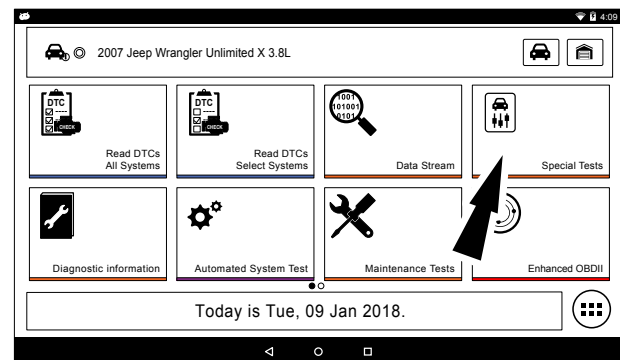 4:09
2007 Jeep Wrangler Unlimited X 3.8L
DTC
CHECK
Read DTCs
All Systems
DTC
CHECK
Read DTCs
Select Systems
1001
101001
0101
Data Stream
Special Tests
Diagnostic information
Automated System Test
Maintenance Tests
Enhanced OBDII
Today is Tue, 09 Jan 2018.